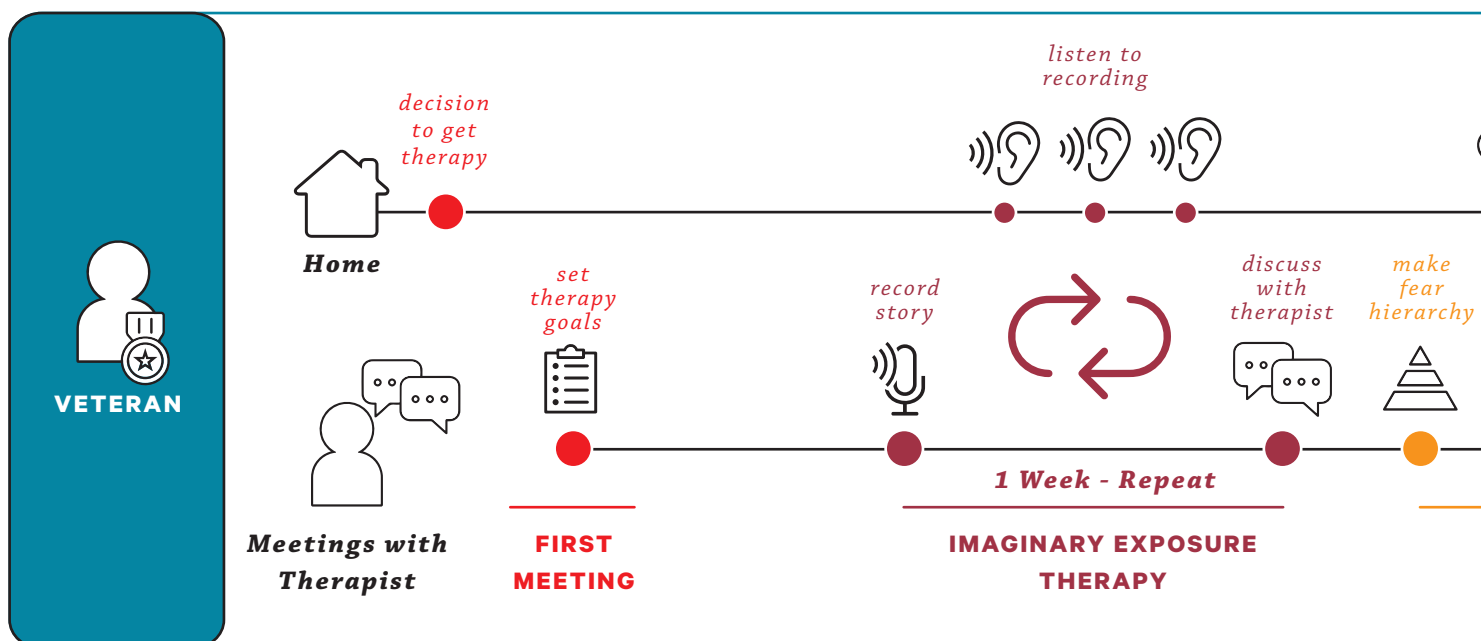 VETERAN
decision
to get
therapy
Home
listen to
recording
Meetings with
Therapist
set
therapy
goals
FIRST
MEETING
record
story
discuss
with
therapist
1 Week - Repeat
IMAGINARY EXPOSURE
THERAPY
make
fear
hierarchy